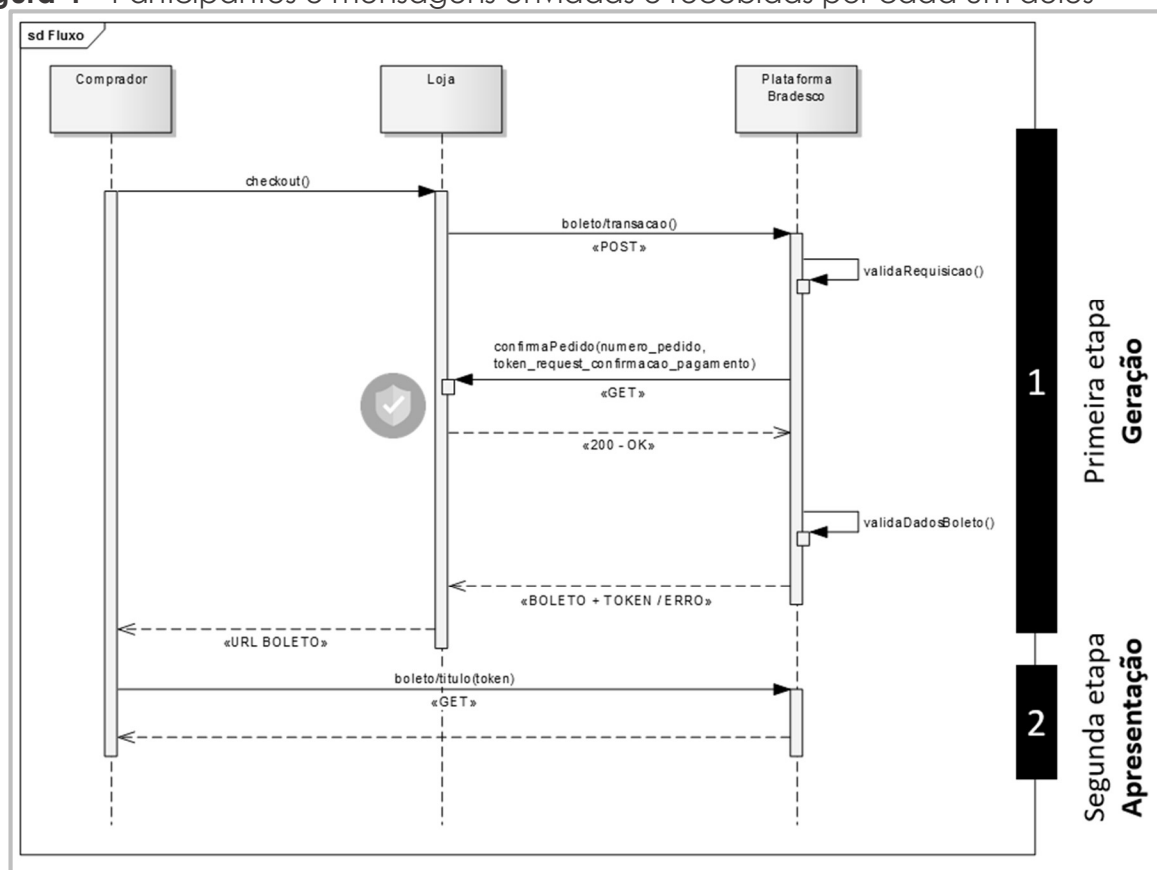 Participantes e mensagens enviadas e recebidas por cada um deles
sd Fluxo
Comprador
Loja
Plataforma
Bradesco
checkout()
boleto/transacao()
«POST»
validaRequisicao()
confirmaPedido(numero_pedido,
token_request_confirmacao_pagamento)
«GET»
«200 - OK»
validaDadosBoleto()
«BOLETO + TOKEN / ERRO»
«URL BOLETO»
boleto/titulo(token)
«GET»
1
Primeira etapa
Geração
2
Segunda etapa
Apresentação